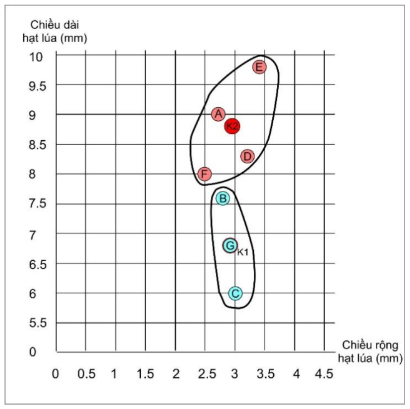 Chiều dài
hạt lúa (mm)
10
9.5
9
8.5
8
7.5
7
6.5
6
5.5
0
E
A
K2
D
F
B
G
K1
C
Chiều rộng
hạt lúa (mm)
0 0.5 1 1.5 2 2.5 3 3.5 4 4.5